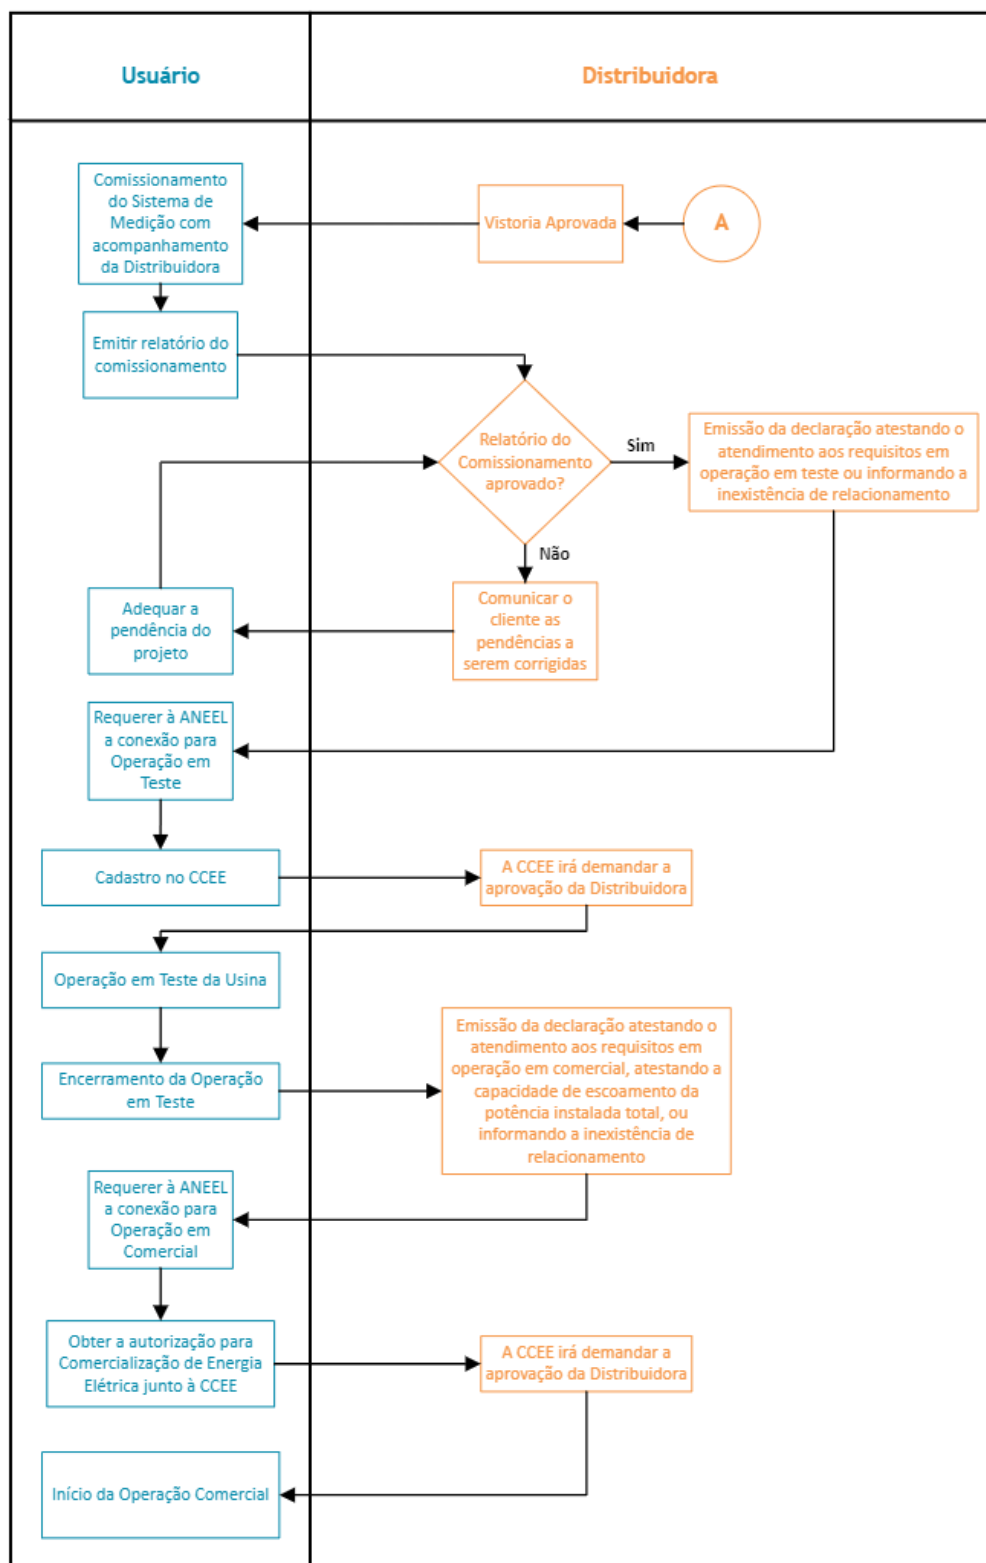 Usuário
Distribuidora
Comissionamento
do Sistema de
Medição com
acompanhamento
da Distribuidora
Vistoria Aprovada
A
Emitir relatório do
comissionamento
Relatório do
Comissionamento
aprovado?
Sim
Emissão da declaração atestando o
atendimento aos requisitos em
operação em teste ou informando a
inexistência de relacionamento
Não
Comunicar o
cliente as
pendências a
serem corrigidas
Adequar a
pendência do
projeto
Requerer à ANEEL
a conexão para
Operação em
Teste
Cadastro no CCEE
A CCEE irá demandar a
aprovação da Distribuidora
Operação em Teste da Usina
Encerramento da Operação
em Teste
Emissão da declaração atestando o
atendimento aos requisitos em
operação em comercial, atestando a
capacidade de escoamento da
potência instalada total, ou
informando a inexistência de
relacionamento
Requerer à ANEEL
a conexão para
Operação em
Comercial
Obter a autorização para
Comercialização de Energia
Elétrica junto à CCEE
A CCEE irá demandar a
aprovação da Distribuidora
Início da Operação Comercial